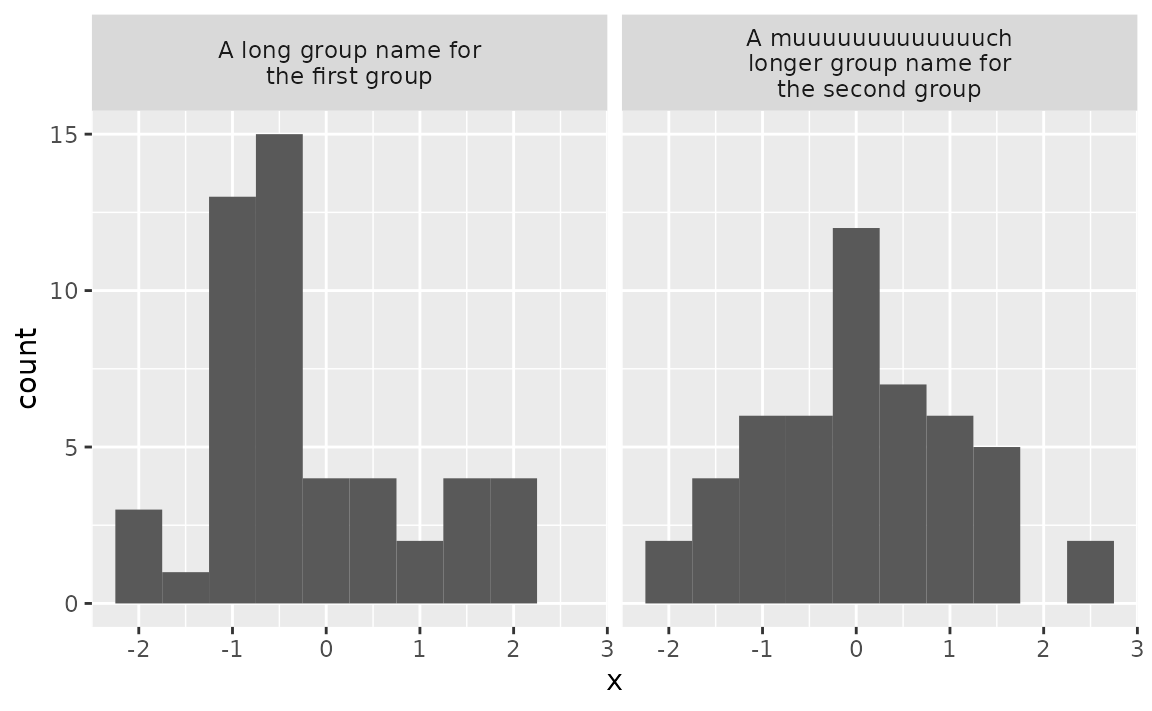 A long group name for
the first group
A muuuuuuuuuuuuuch
longer group name for
the second group
15
10
5
0
count
-2 -1 0 1 2 3
-2 -1 0 1 2 3
x